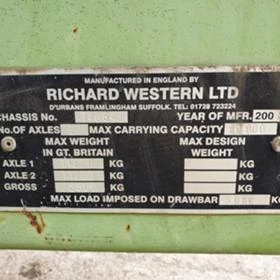 MANUFACTURED IN ENGLAND BY
RICHARD WESTERN LTD
D'URBANS FRAMLINGHAM SUFFOLK. TEL: 01728 723224
CHASSIS No. YEAR OF MFR. 200
No. OF AXLES MAX CARRYING CAPACITY
MAX WEIGHT MAX DESIGN
IN GT. BRITAIN WEIGHT
AXLE 1 KG KG
AXLE 2 KG KG
GROSS KG KG
MAX LOAD IMPOSED ON DRAWBAR KG